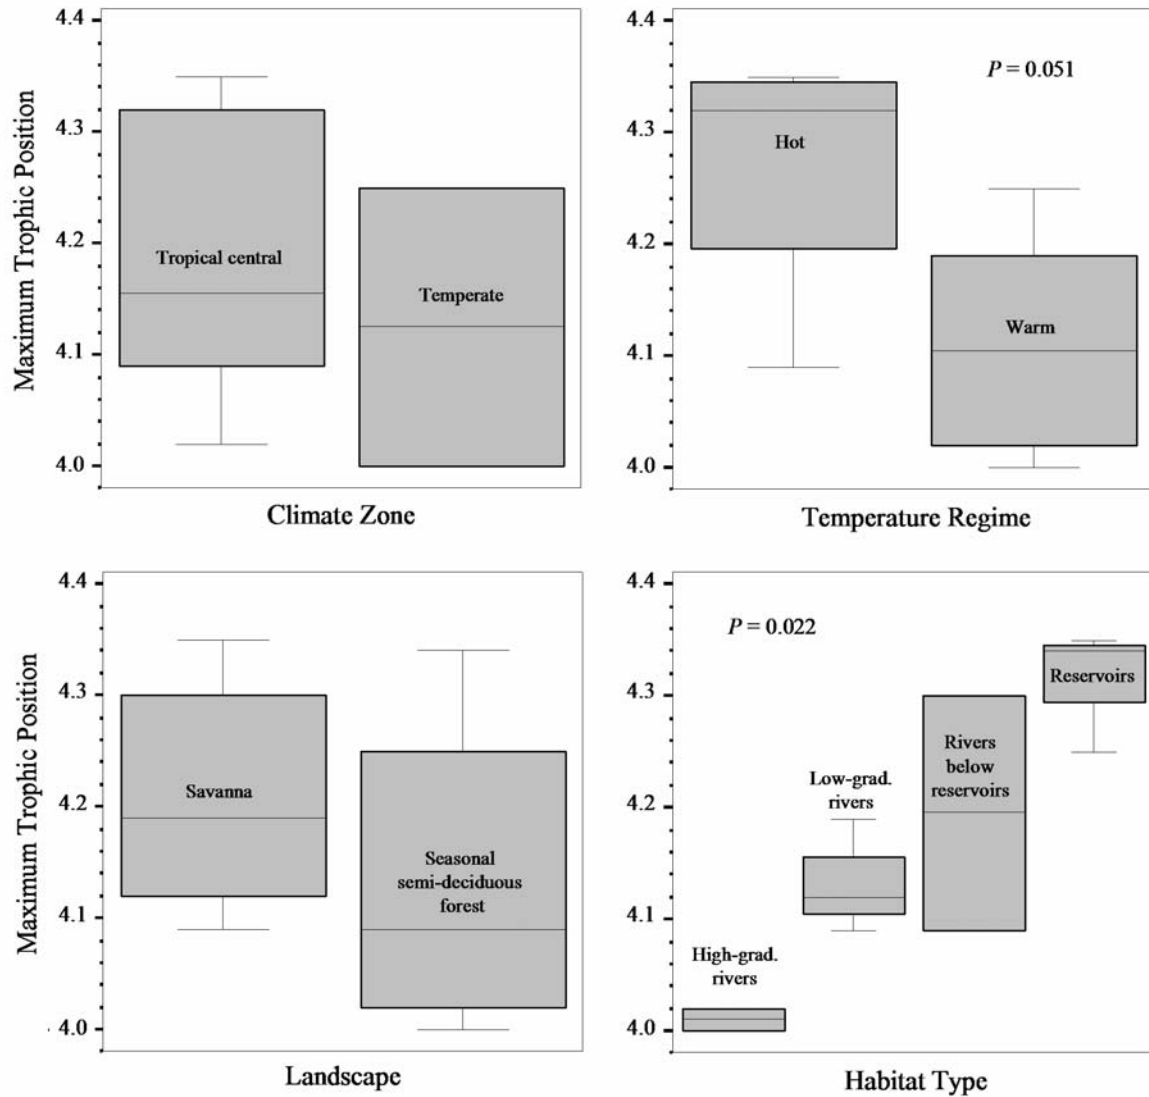 4.4
4.3
4.2
4.1
4.0
Maximum Trophic Position
Tropical central
Temperate
Climate Zone
4.4
4.3
4.2
4.1
4.0
P = 0.051
Hot
Warm
Temperature Regime
4.4
4.3
4.2
4.1
4.0
Maximum Trophic Position
Savanna
Seasonal
semi-deciduous
forest
Landscape
4.4
4.3
4.2
4.1
4.0
P = 0.022
High-grad.
rivers
Low-grad.
rivers
Rivers
below
reservoirs
Reservoirs
Habitat Type